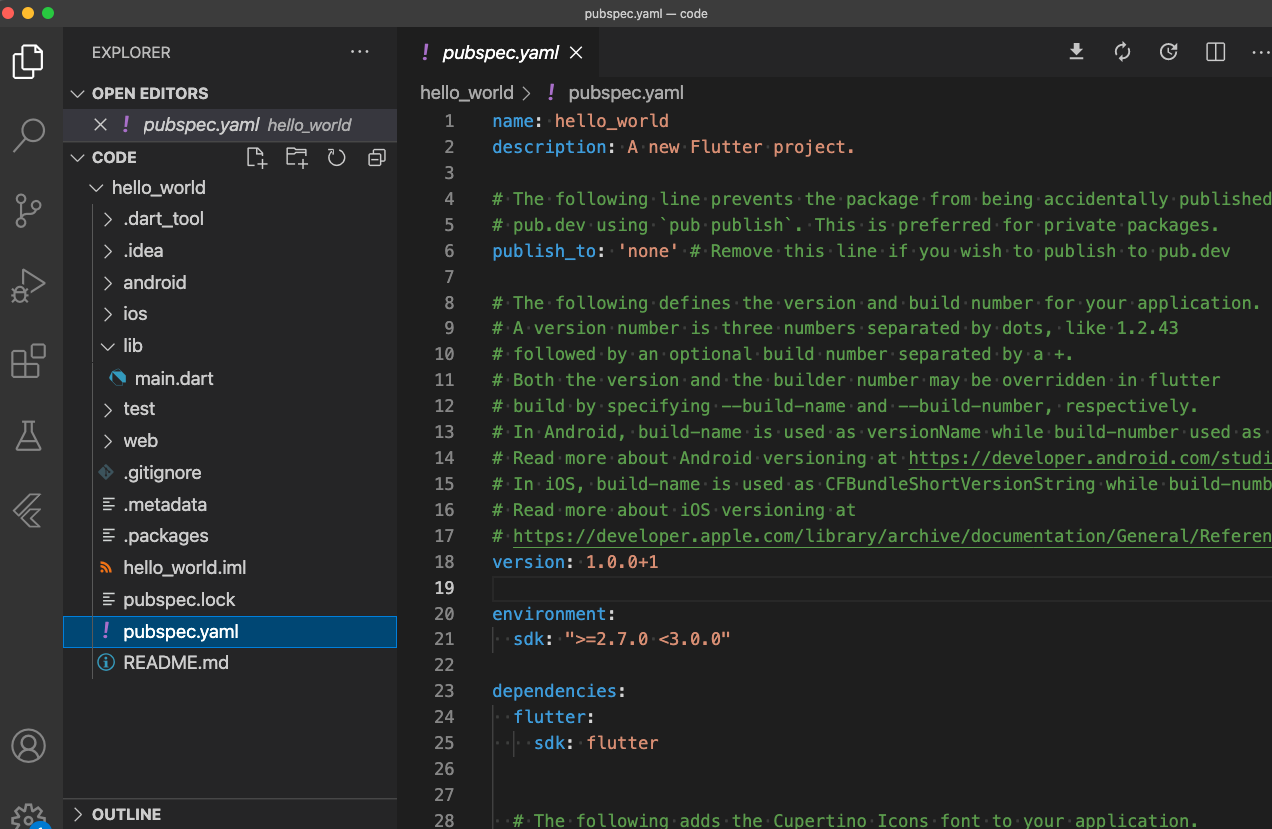 pubspec.yaml — code
EXPLORER
OPEN EDITORS
pubspec.yaml hello_world
CODE
hello_world
.dart_tool
.idea
android
ios
lib
main.dart
test
web
.gitignore
.metadata
.packages
hello_world.iml
pubspec.lock
pubspec.yaml
README.md
OUTLINE
pubspec.yaml
hello_world > ! pubspec.yaml
1 name: hello_world
2 description: A new Flutter project.
3
4 # The following line prevents the package from being accidentally published
5 # pub.dev using `pub publish`. This is preferred for private packages.
6 publish_to: 'none' # Remove this line if you wish to publish to pub.dev
7
8 # The following defines the version and build number for your application.
9 # A version number is three numbers separated by dots, like 1.2.43
10 # followed by an optional build number separated by a +.
11 # Both the version and the builder number may be overridden in flutter
12 # build by specifying --build-name and --build-number, respectively.
13 # In Android, build-name is used as versionName while build-number used as
14 # Read more about Android versioning at https://developer.android.com/studi
15 # In iOS, build-name is used as CFBundleShortVersionString while build-numb
16 # Read more about iOS versioning at
17 # https://developer.apple.com/library/archive/documentation/General/Referen
18 version: 1.0.0+1
19
20 environment:
21 sdk: ">=2.7.0 <3.0.0"
22
23 dependencies:
24 flutter:
25 sdk: flutter
26
27
28 # The following adds the Cupertino Icons font to your application.